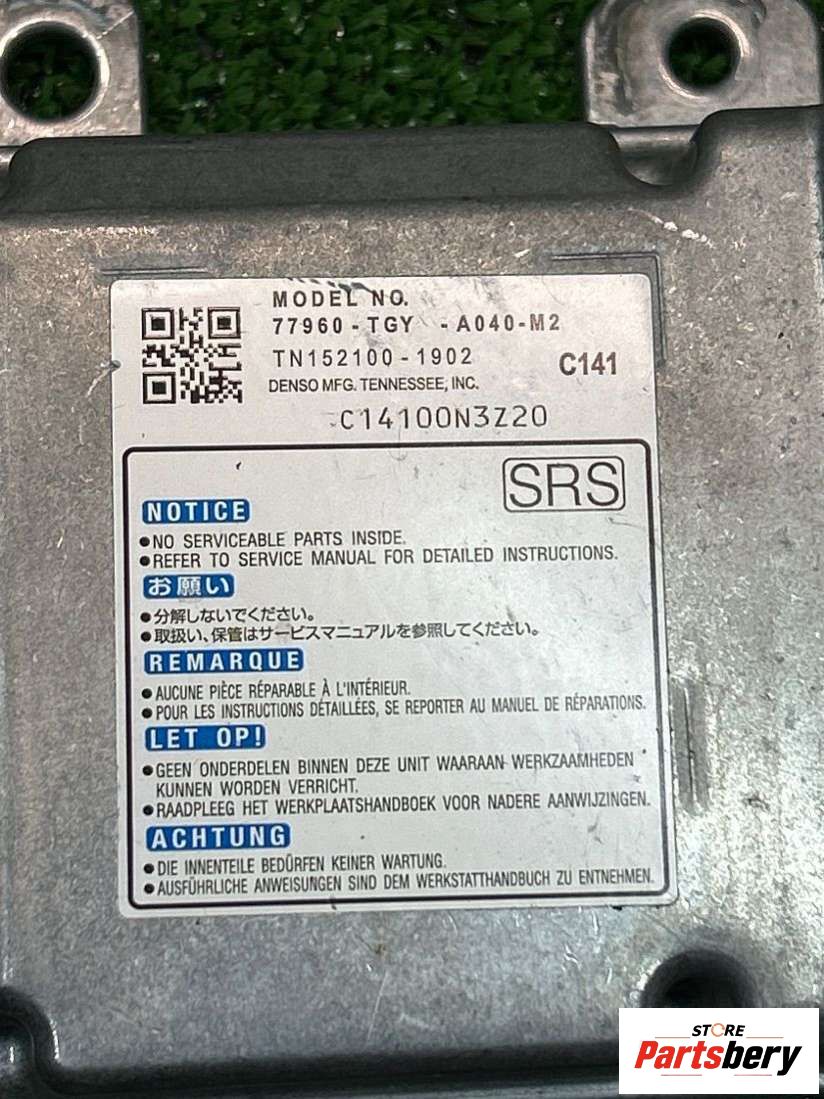 MODEL NO.
77960-TGY -A040-M2
TN152100-1902
C141
DENSO MFG. TENNESSEE, INC.
C14100N3Z20
SRS
NOTICE
●NO SERVICEABLE PARTS INSIDE.
●REFER TO SERVICE MANUAL FOR DETAILED INSTRUCTIONS.
お願い
●分解しないでください。
●取扱い、保管はサービスマニュアルを参照してください。
REMARQUE
●AUCUNE PIÈCE RÉPARABLE À L'INTÉRIEUR.
●POUR LES INSTRUCTIONS DÉTAILLÉES, SE REPORTER AU MANUEL DE RÉPARATIONS.
LET OP!
●GEEN ONDERDELEN BINNEN DEZE UNIT WAARAAN WERKZAAMHEDEN
KUNNEN WORDEN VERRICHT.
●RAADPLEEG HET WERKPLAATSHANDBOEK VOOR NADERE AANWIJZINGEN.
ACHTUNG
●DIE INNENTEILE BEDÜRFEN KEINER WARTUNG.
●AUSFÜHRLICHE ANWEISUNGEN SIND DEM WERKSTATTHANDBUCH ZU ENTNEHMEN.
STORE
Partsbery